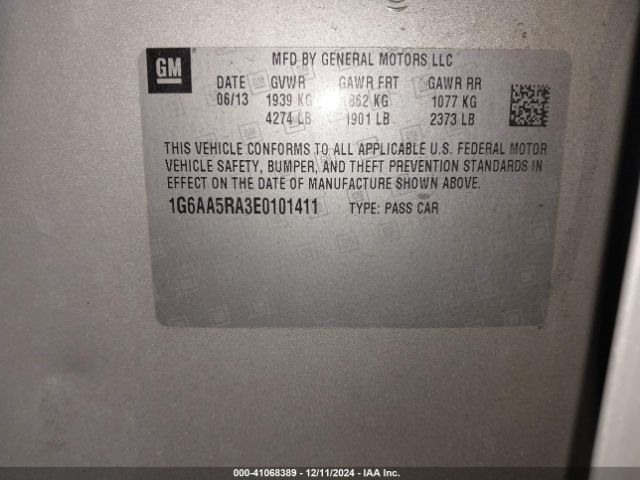 GM
MFD BY GENERAL MOTORS LLC
DATE GVWR GAWR FRT GAWR RR
06/13 1939 KG 862 KG 1077 KG
4274 LB 1901 LB 2373 LB
THIS VEHICLE CONFORMS TO ALL APPLICABLE U.S. FEDERAL MOTOR
VEHICLE SAFETY, BUMPER, AND THEFT PREVENTION STANDARDS IN
EFFECT ON THE DATE OF MANUFACTURE SHOWN ABOVE.
1G6AA5RA3E0101411 TYPE: PASS CAR
000-41068389 - 12/11/2024 - IAA Inc.